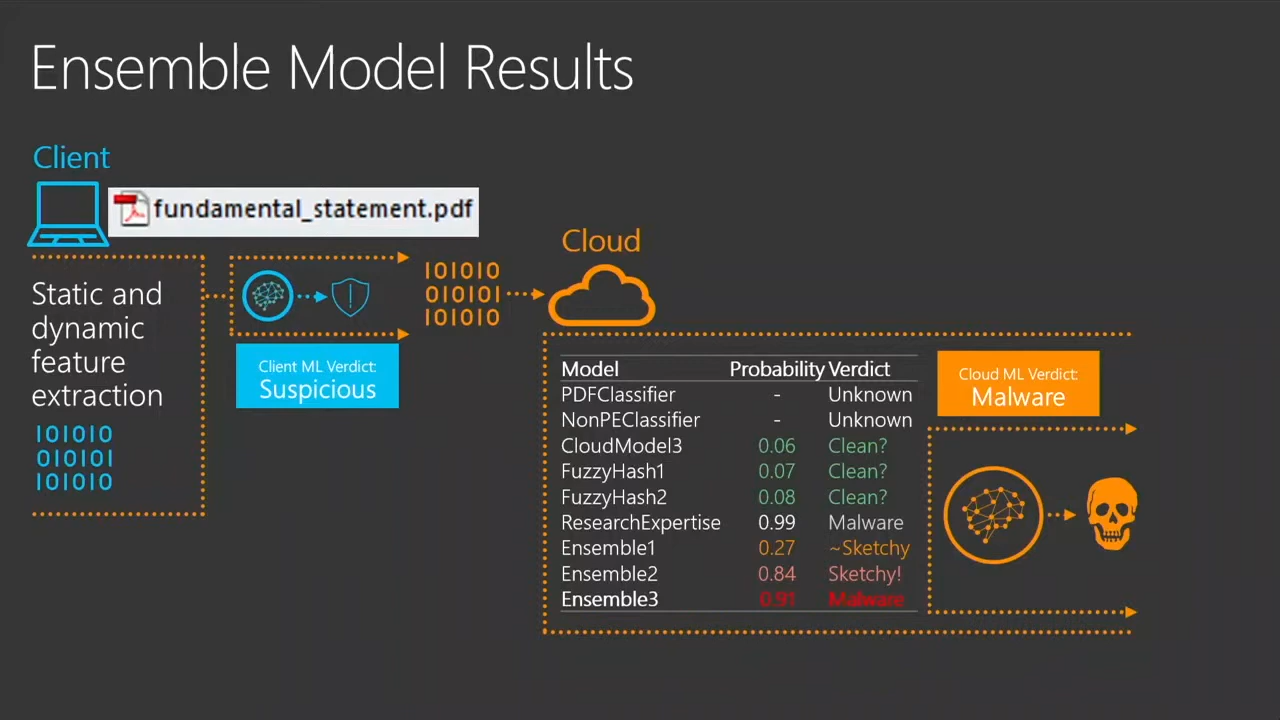 Ensemble Model Results
Client
fundamental_statement.pdf
Static and
dynamic
feature
extraction
101010
010101
101010
Client ML Verdict:
Suspicious
101010
010101
101010
Cloud
Model Probability Verdict
PDFClassifier - Unknown
NonPEClassifier - Unknown
CloudModel3 0.06 Clean?
FuzzyHash1 0.07 Clean?
FuzzyHash2 0.08 Clean?
ResearchExpertise 0.99 Malware
Ensemble1 0.27 ~Sketchy
Ensemble2 0.84 Sketchy!
Ensemble3 0.91 Malware
Cloud ML Verdict:
Malware